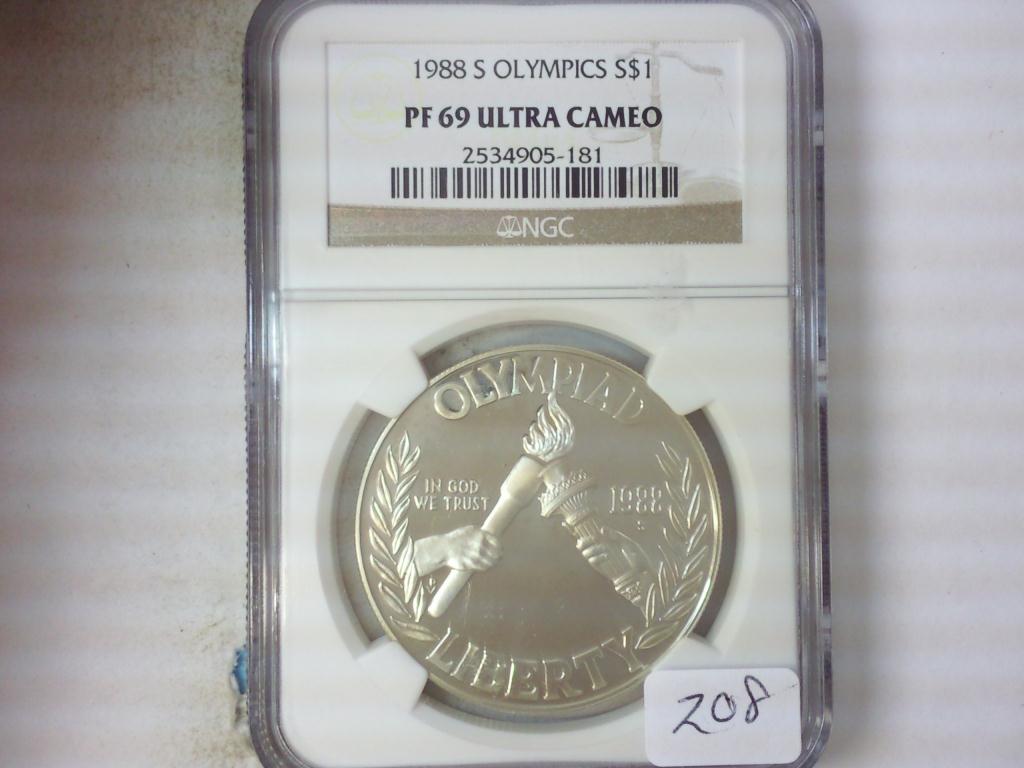 1988 S OLYMPICS S$1
PF 69 ULTRA CAMEO
2534905-181
NGC
OLYMPIAD
IN GOD
WE TRUST
1988
S
LIBERTY
208